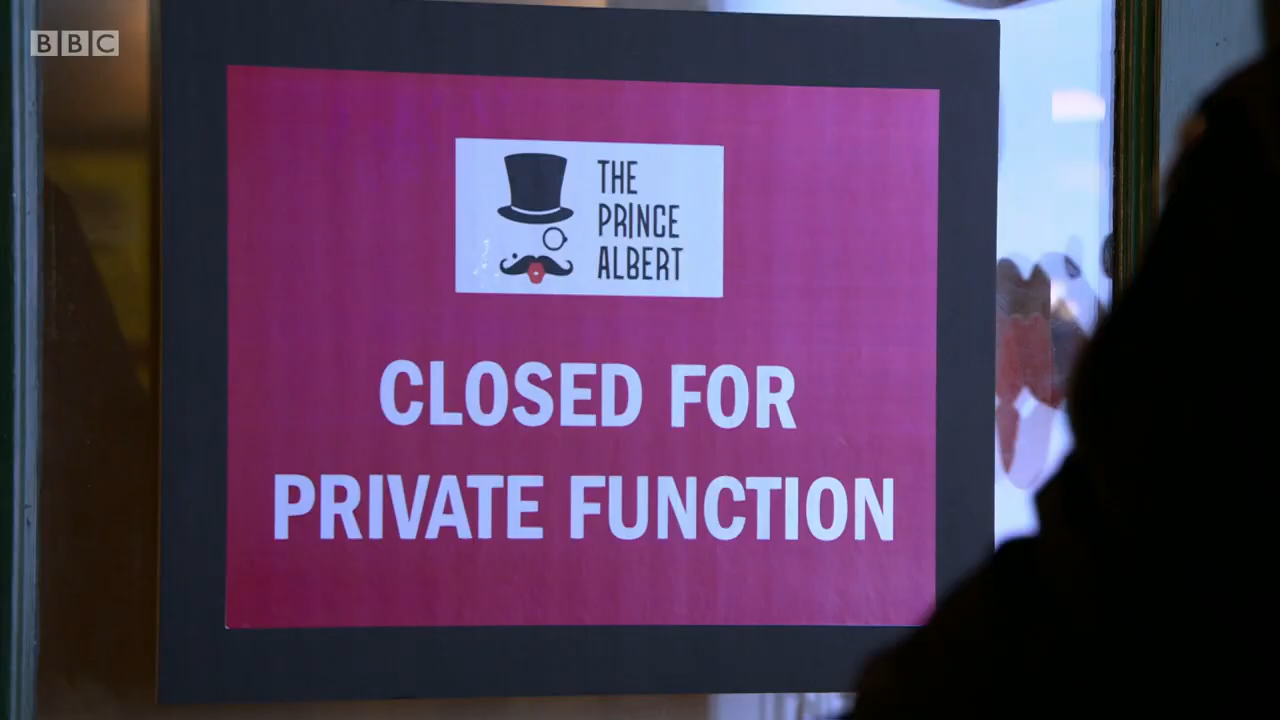 BBC
THE
PRINCE
ALBERT
CLOSED FOR
PRIVATE FUNCTION